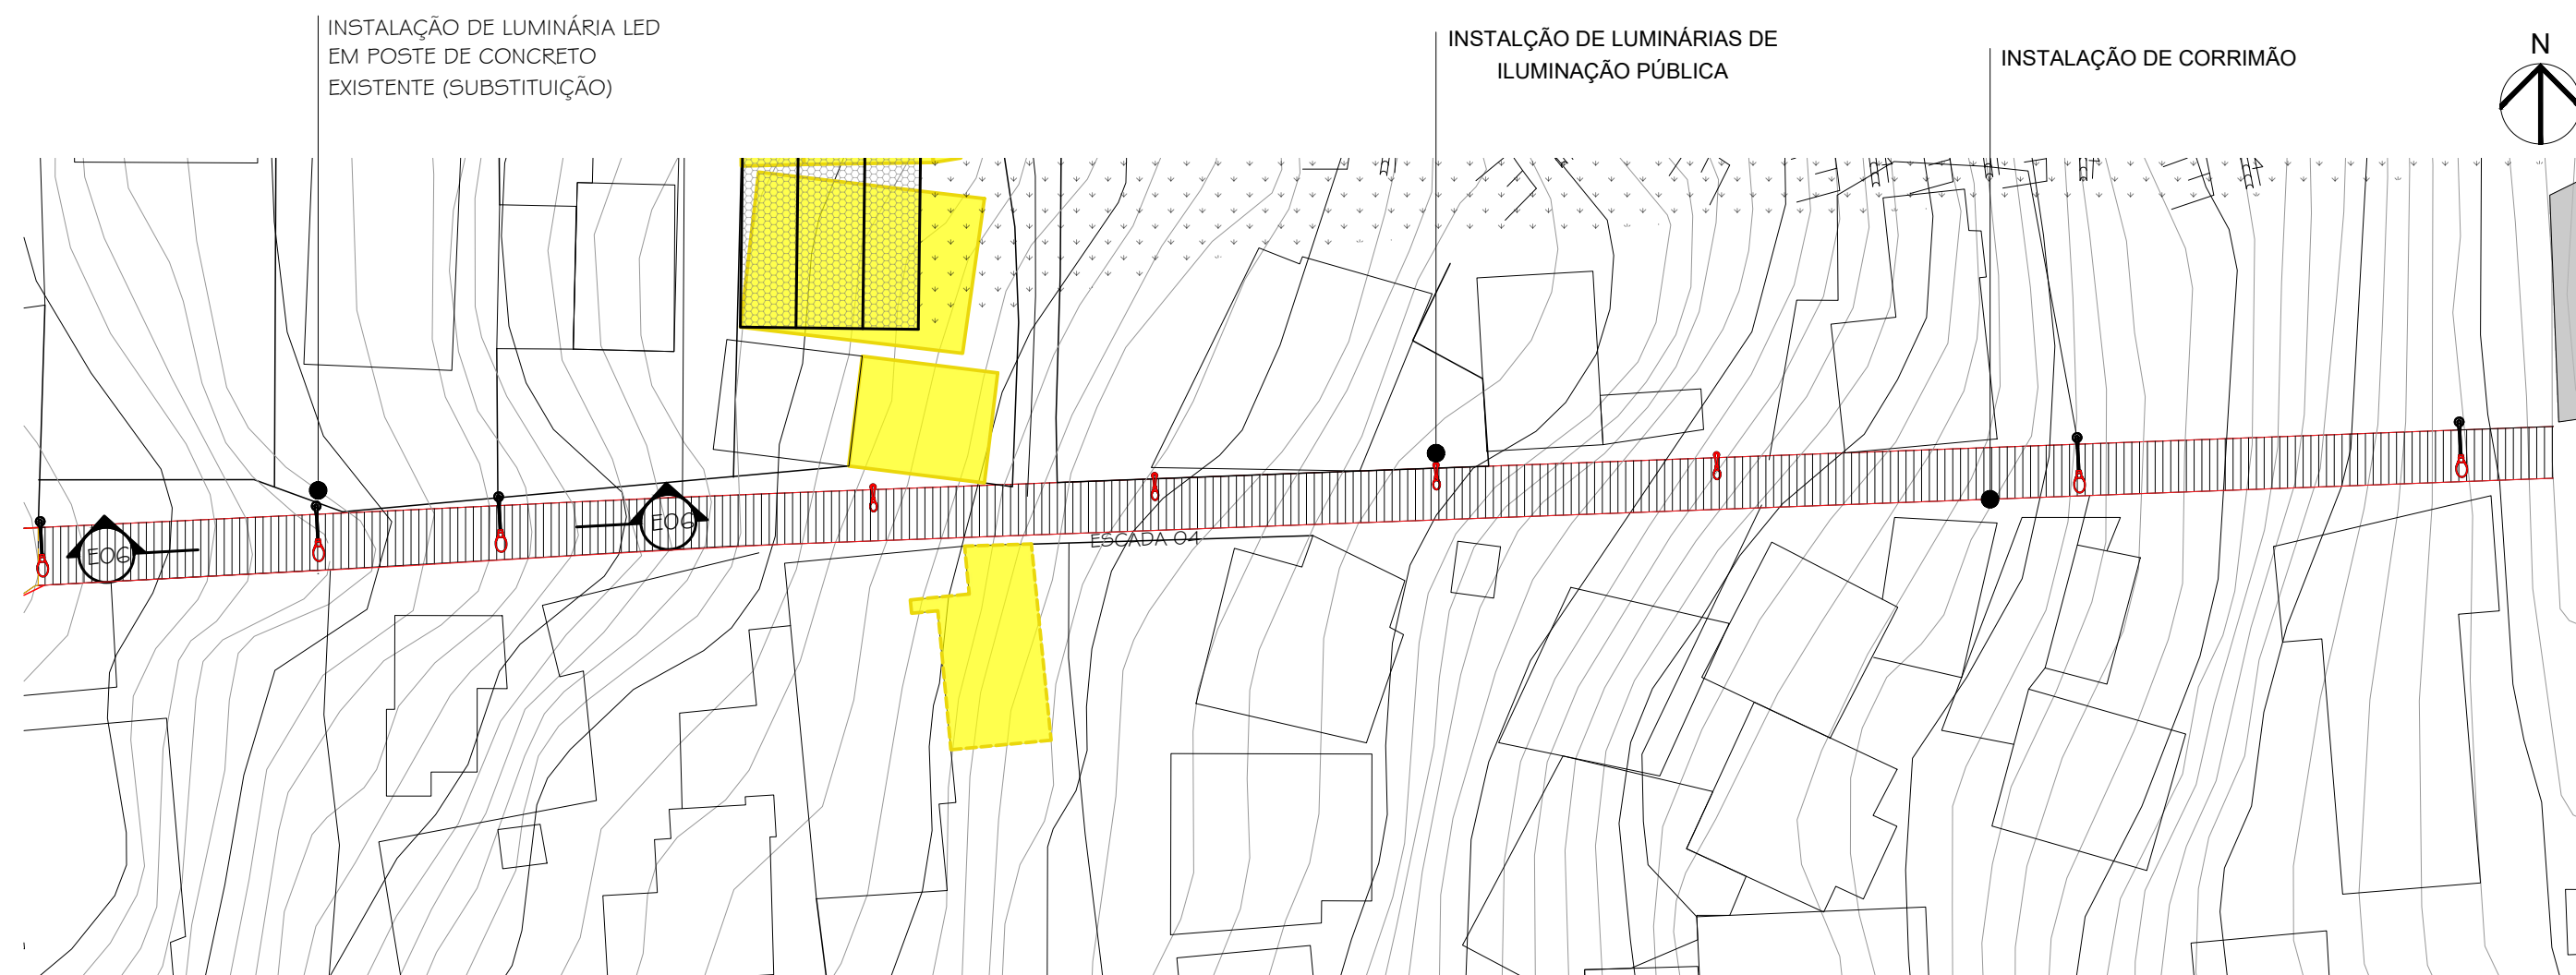 INSTALAÇÃO DE LUMINÁRIA LED
EM POSTE DE CONCRETO
EXISTENTE (SUBSTITUIÇÃO)
INSTALÇÃO DE LUMINÁRIAS DE
ILUMINAÇÃO PÚBLICA
INSTALAÇÃO DE CORRIMÃO
N
E06
E06
ESCADA 04